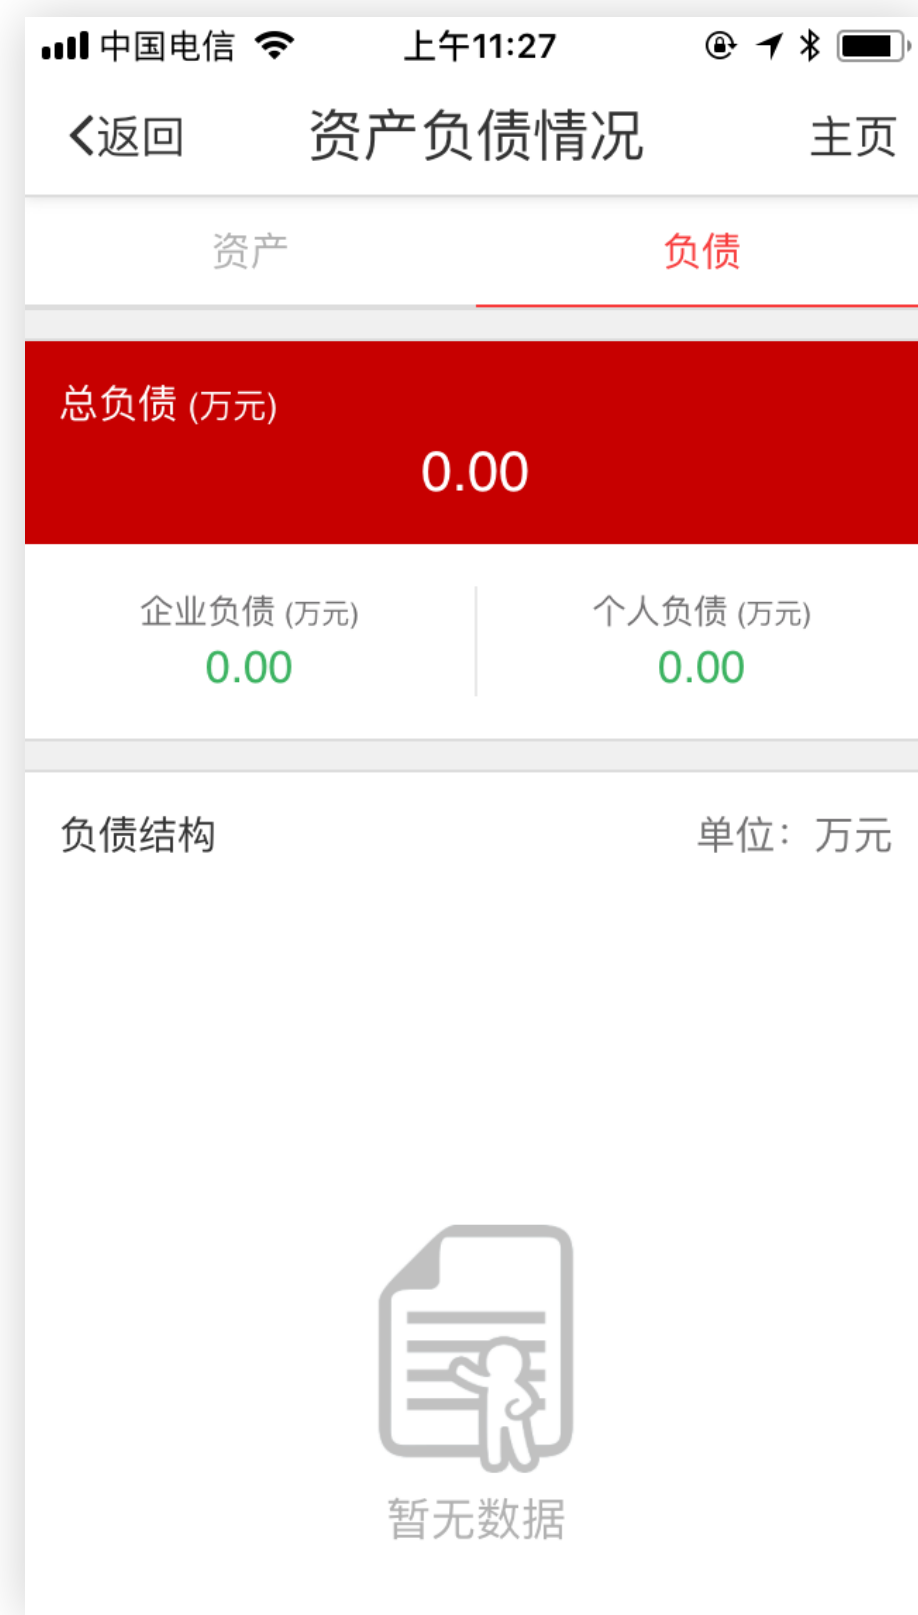 中国电信 上午11:27
返回 资产负债情况 主页
资产 负债
总负债 (万元)
0.00
企业负债 (万元) 个人负债 (万元)
0.00 0.00
负债结构 单位：万元
暂无数据